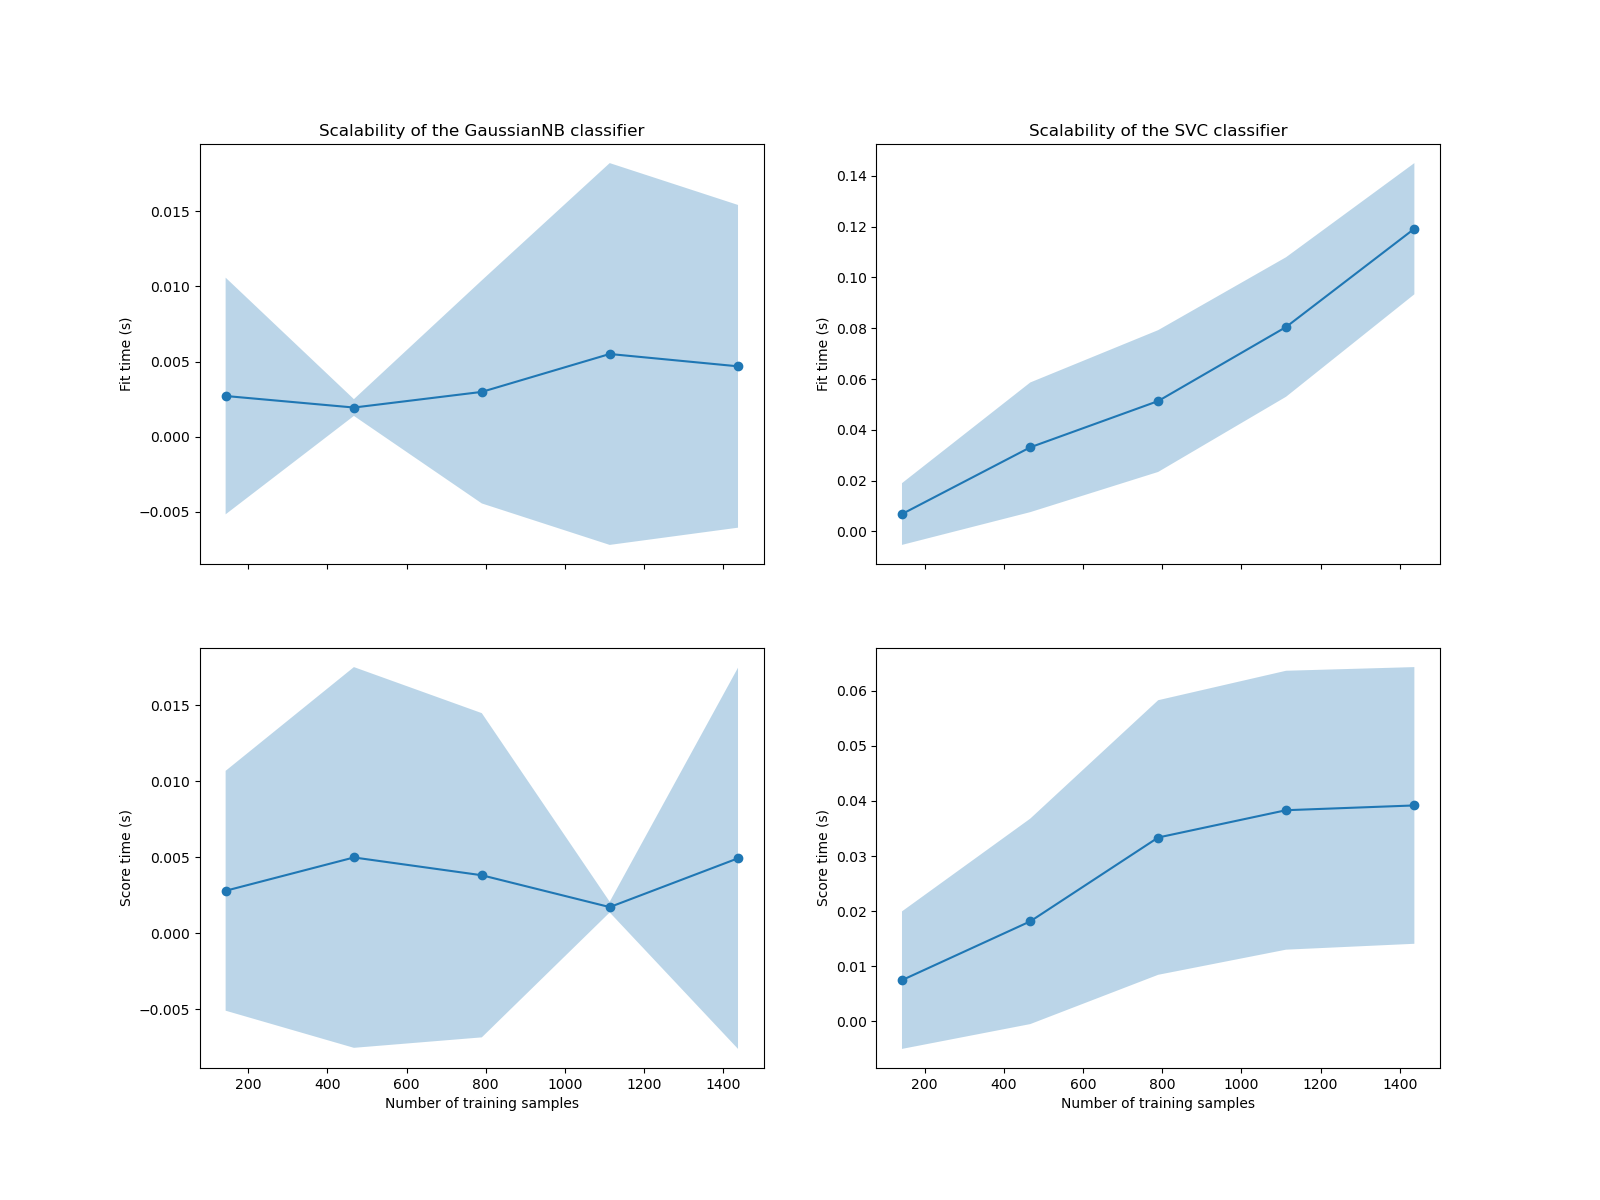 Scalability of the GaussianNB classifier
Fit time (s)
0.015
0.010
0.005
0.000
−0.005
Scalability of the SVC classifier
Fit time (s)
0.14
0.12
0.10
0.08
0.06
0.04
0.02
0.00
Score time (s)
0.015
0.010
0.005
0.000
−0.005
200 400 600 800 1000 1200 1400
Number of training samples
Score time (s)
0.06
0.05
0.04
0.03
0.02
0.01
0.00
200 400 600 800 1000 1200 1400
Number of training samples